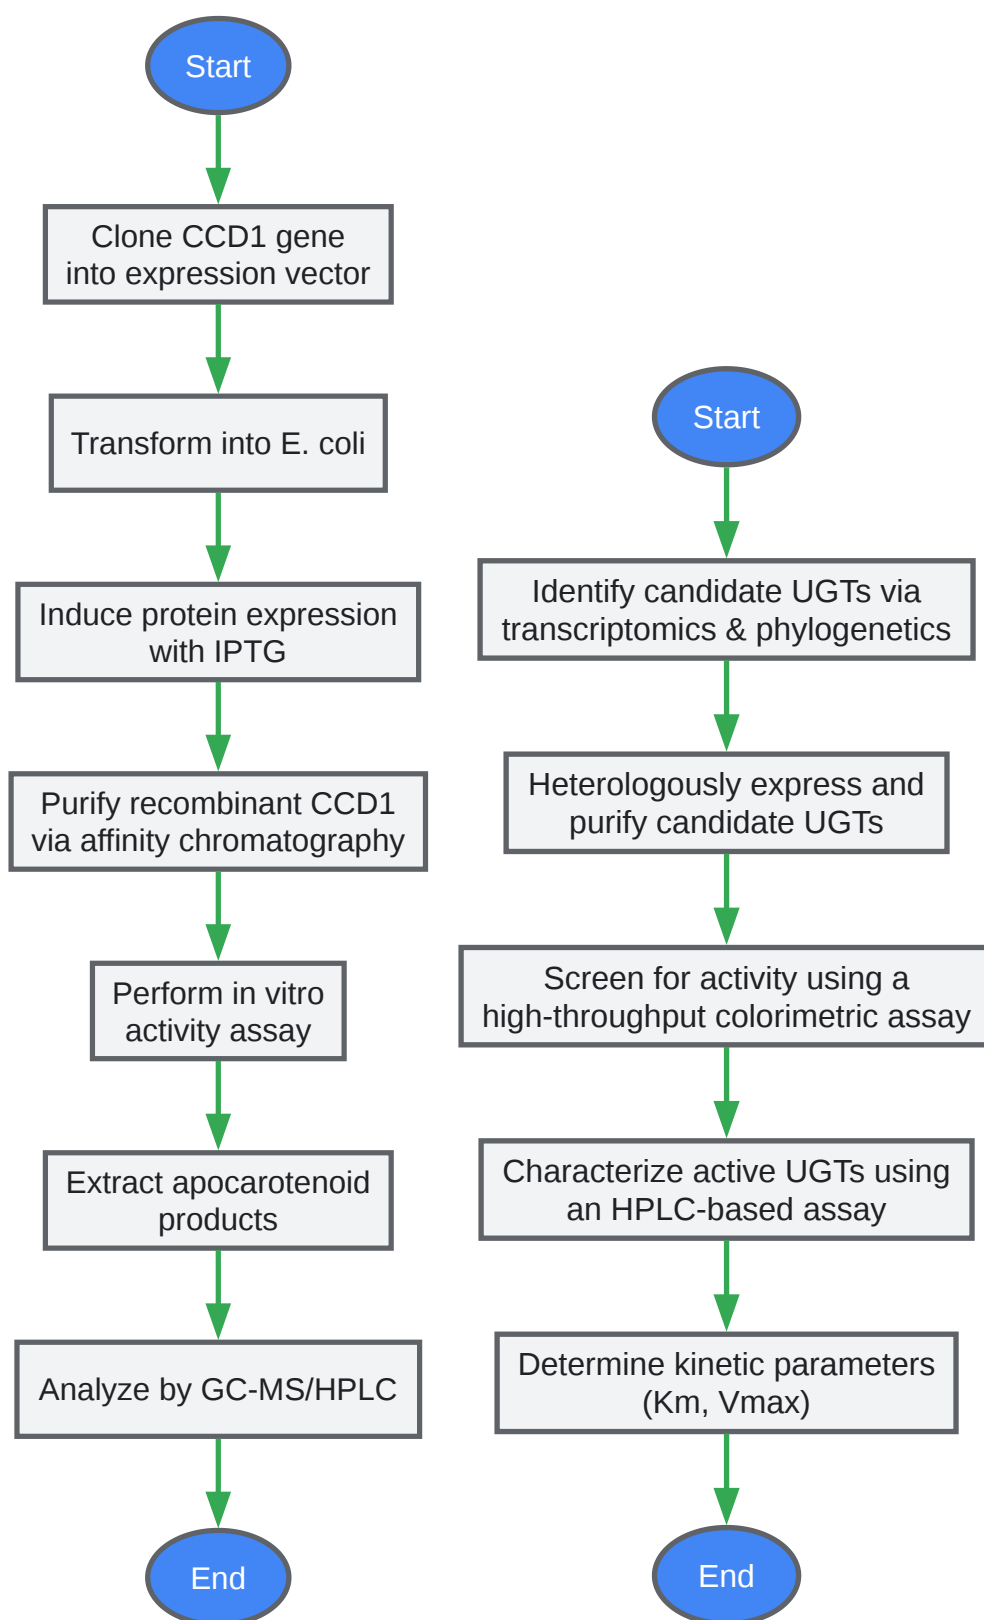 Start
Clone CCD1 gene
into expression vector
Transform into E. coli
Induce protein expression
with IPTG
Purify recombinant CCD1
via affinity chromatography
Perform in vitro
activity assay
Extract apocarotenoid
products
Analyze by GC-MS/HPLC
End
Start
Identify candidate UGTs via
transcriptomics & phylogenetics
Heterologously express and
purify candidate UGTs
Screen for activity using a
high-throughput colorimetric assay
Characterize active UGTs using
an HPLC-based assay
Determine kinetic parameters
(Km, Vmax)
End